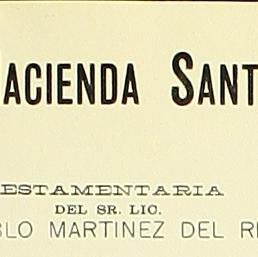 ACIENDA SANT
ESTAMENTARIA
DEL SR. LIC.
BLO MARTINEZ DEL R